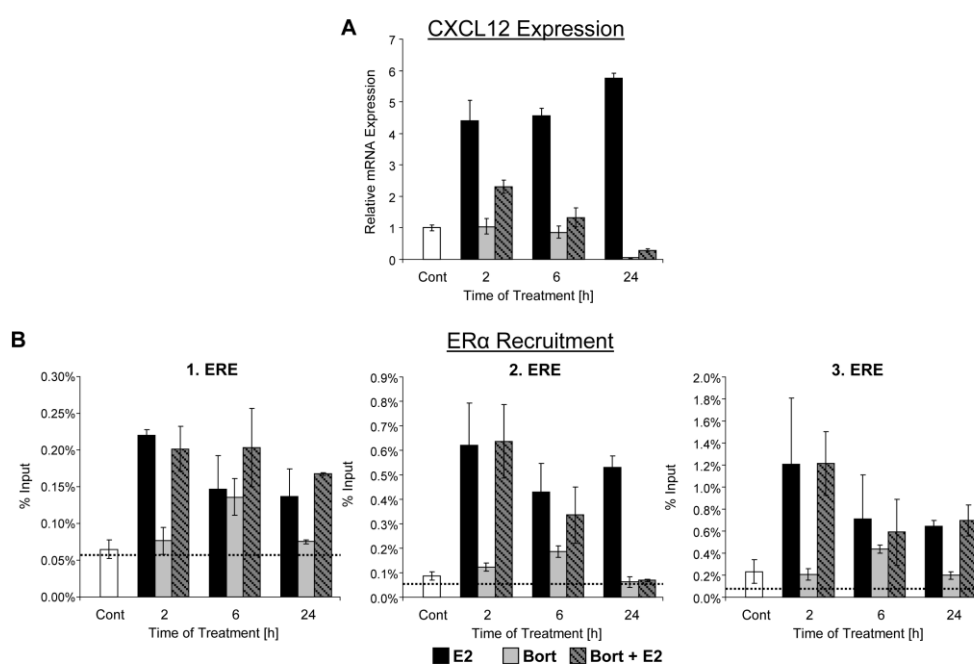 A CXCL12 Expression
Relative mRNA Expression
7
6
5
4
3
2
1
0
Cont 2 6 24
Time of Treatment [h]
B ERα Recruitment
1. ERE
% Input
0.30%
0.25%
0.20%
0.15%
0.10%
0.05%
0.00%
Cont 2 6 24
Time of Treatment [h]
2. ERE
% Input
0.9%
0.8%
0.7%
0.6%
0.5%
0.4%
0.3%
0.2%
0.1%
0.0%
Cont 2 6 24
Time of Treatment [h]
3. ERE
% Input
2.0%
1.8%
1.6%
1.4%
1.2%
1.0%
0.8%
0.6%
0.4%
0.2%
0.0%
Cont 2 6 24
Time of Treatment [h]
E2 Bort Bort + E2